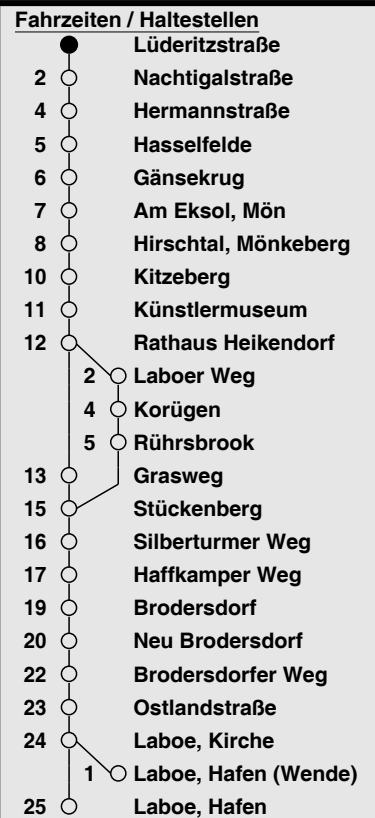 Fahrzeiten / Haltestellen
Lüderitzstraße
2 Nachtigalstraße
4 Hermannstraße
5 Hasselfelde
6 Gänsekrug
7 Am Eksol, Mön
8 Hirschtal, Mönkeberg
10 Kitzeberg
11 Künstlermuseum
12 Rathaus Heikendorf
2 Laboer Weg
4 Korügen
5 Rührsbrook
13 Grasweg
15 Stückenberg
16 Silberturmer Weg
17 Haffkamper Weg
19 Brodersdorf
20 Neu Brodersdorf
22 Brodersdorfer Weg
23 Ostlandstraße
24 Laboe, Kirche
1 Laboe, Hafen (Wende)
25 Laboe, Hafen